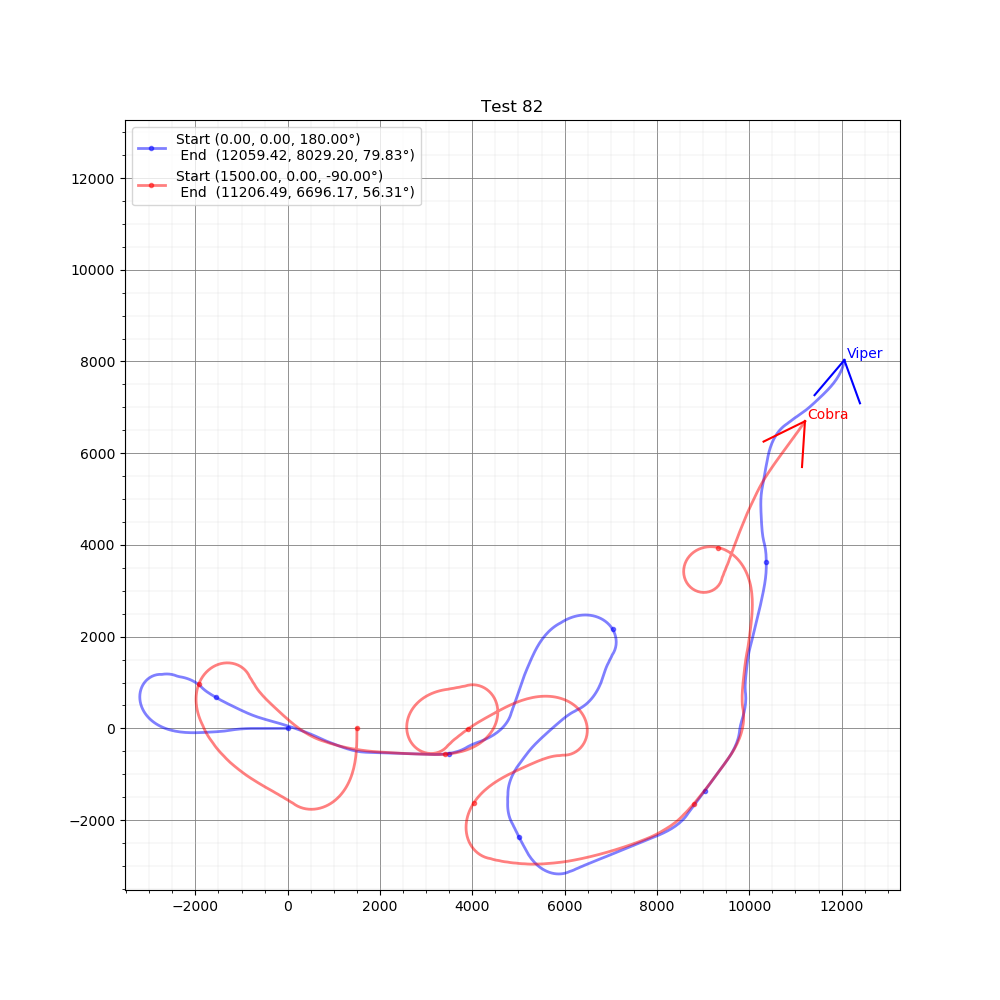 Test 82
Start (0.00, 0.00, 180.00°)
End (12059.42, 8029.20, 79.83°)
Start (1500.00, 0.00, -90.00°)
End (11206.49, 6696.17, 56.31°)
12000
10000
8000
6000
4000
2000
0
−2000
Viper
Cobra
−2000 0 2000 4000 6000 8000 10000 12000